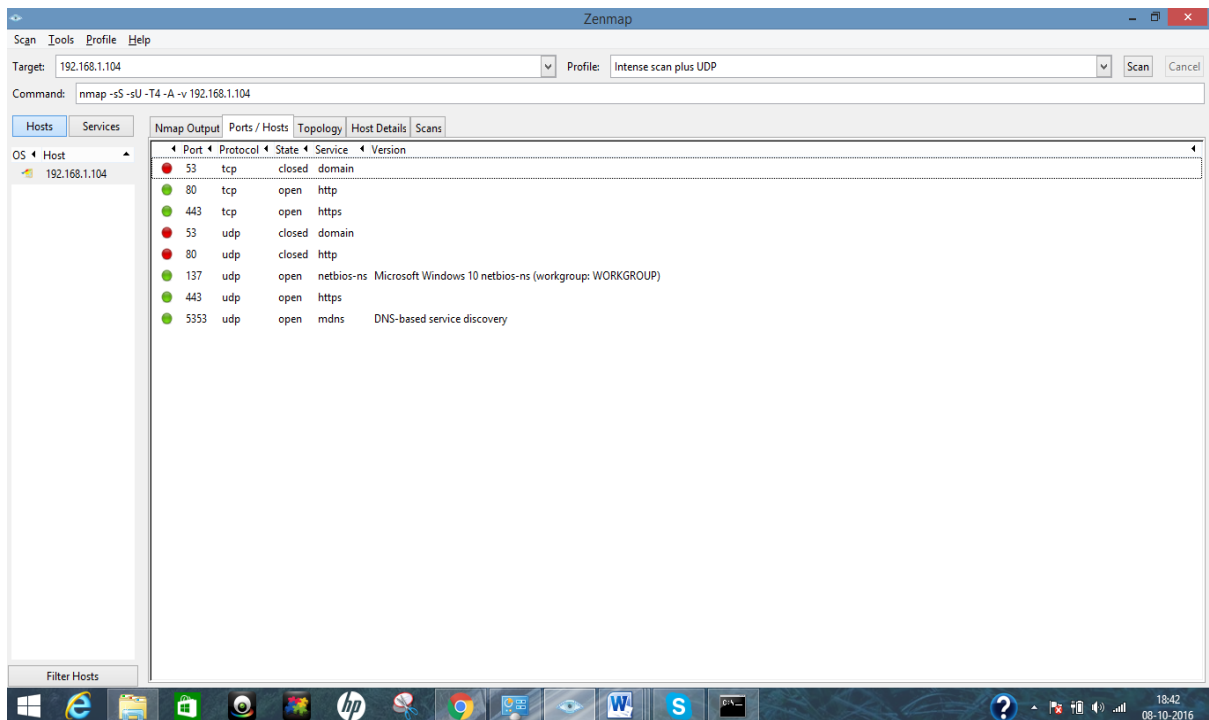 Zenmap
Scan Tools Profile Help
Target: 192.168.1.104 Profile: Intense scan plus UDP Scan Cancel
Command: nmap -sS -sU -T4 -A -v 192.168.1.104
Hosts Services Nmap Output Ports / Hosts Topology Host Details Scans
OS Host Port Protocol State Service Version
192.168.1.104
53 tcp closed domain
80 tcp open http
443 tcp open https
53 udp closed domain
80 udp closed http
137 udp open netbios-ns Microsoft Windows 10 netbios-ns (workgroup: WORKGROUP)
443 udp open https
5353 udp open mdns DNS-based service discovery
Filter Hosts
hp W S C:\_ ? 18:42
08-10-2016